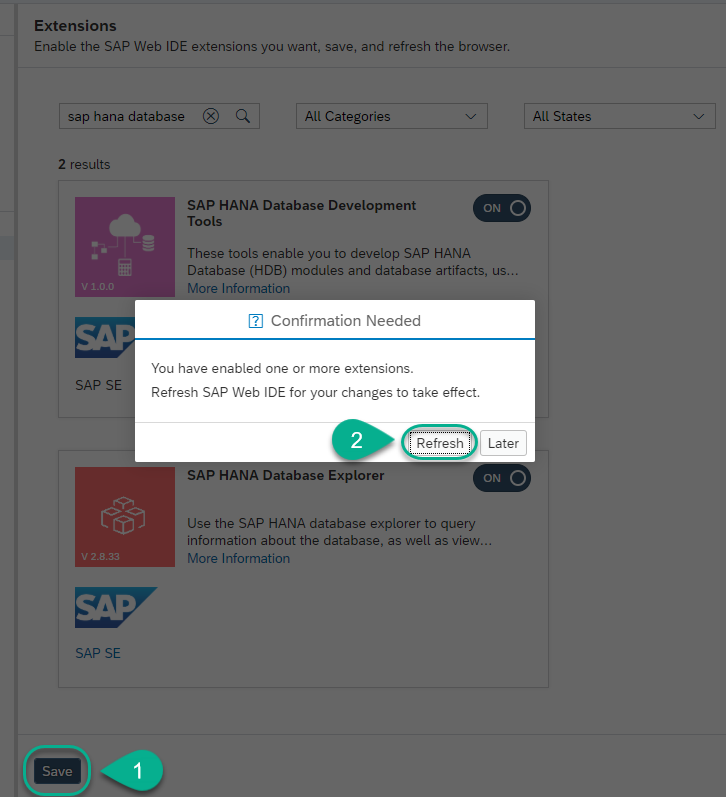 Extensions
Enable the SAP Web IDE extensions you want, save, and refresh the browser.
sap hana database
All Categories
All States
2 results
SAP HANA Database Development
Tools
ON
These tools enable you to develop SAP HANA
Database (HDB) modules and database artifacts, us...
More Information
V 1.0.0
SAP
SAP SE
? Confirmation Needed
You have enabled one or more extensions.
Refresh SAP Web IDE for your changes to take effect.
2
Refresh
Later
SAP HANA Database Explorer
ON
Use the SAP HANA database explorer to query
information about the database, as well as view...
More Information
V 2.8.33
SAP
SAP SE
Save
1